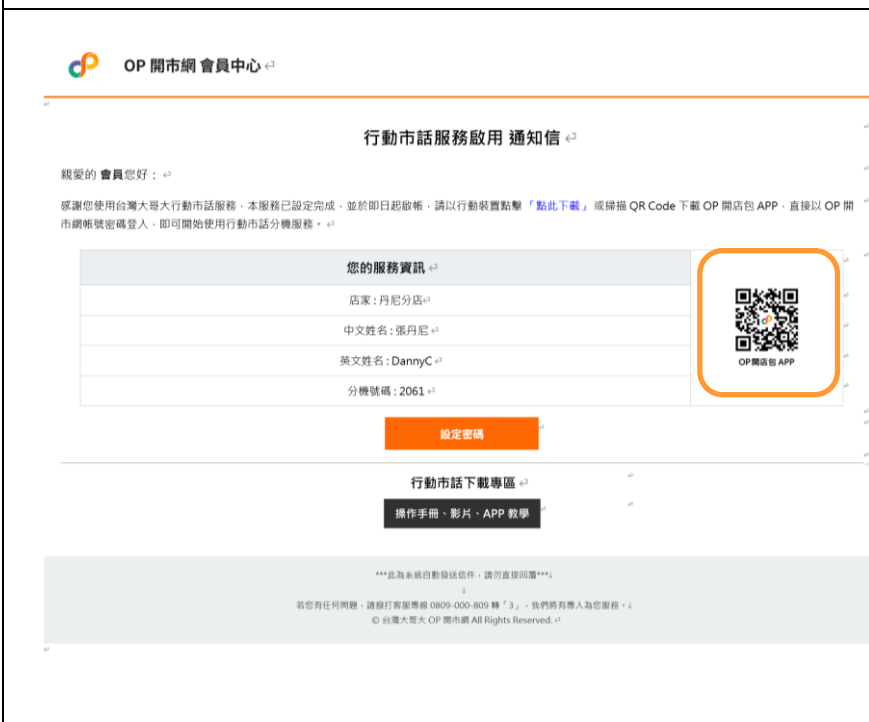 OP 開市網 會員中心
行動市話服務啟用 通知信
親愛的 會員您好：
感謝您使用台灣大哥大行動市話服務，本服務已設定完成，並於即日起啟帳，請以行動裝置點擊「點此下載」或掃描 QR Code 下載 OP 開店包 APP，直接以 OP 開
市網帳號密碼登入，即可開始使用行動市話分機服務。
您的服務資訊
店家 : 丹尼分店
中文姓名 : 張丹尼
英文姓名 : DannyC
分機號碼 : 2061
OP開店包 APP
設定密碼
行動市話下載專區
操作手冊、影片、APP 教學
***此為系統自動發送信件，請勿直接回覆***
若您有任何問題，請撥打客服專線 0809-000-809 轉「3」，我們將有專人為您服務。
© 台灣大哥大 OP 開市網 All Rights Reserved.